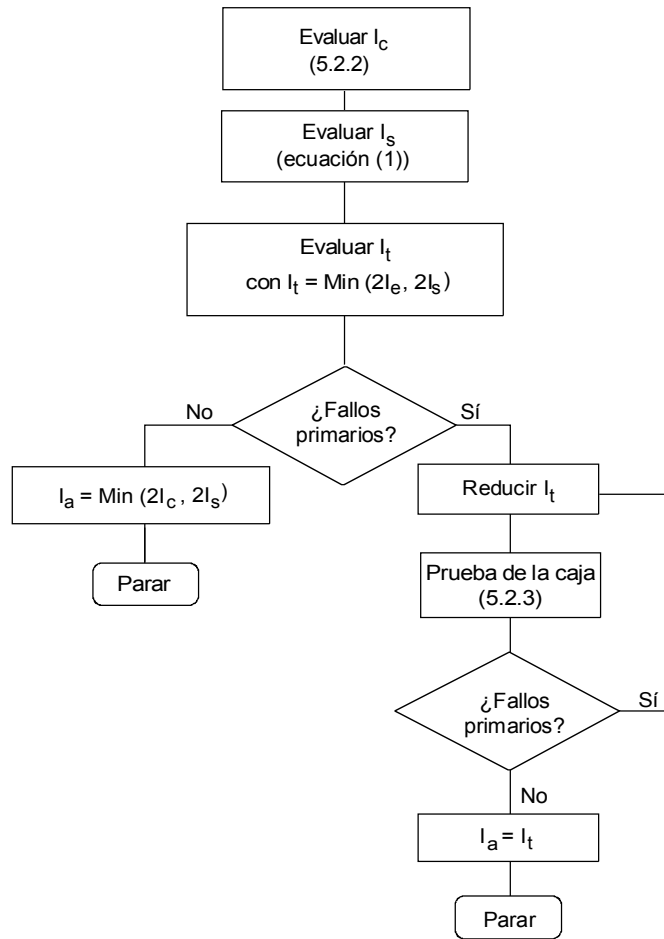 Evaluar I_c
(5.2.2)
Evaluar I_s
(ecuación (1))
Evaluar I_t
con I_t = Min (2I_e, 2I_s)
¿Fallos
primarios?
No
Sí
I_a = Min (2I_c, 2I_s)
Parar
Reducir I_t
Prueba de la caja
(5.2.3)
¿Fallos
primarios?
Sí
No
I_a = I_t
Parar